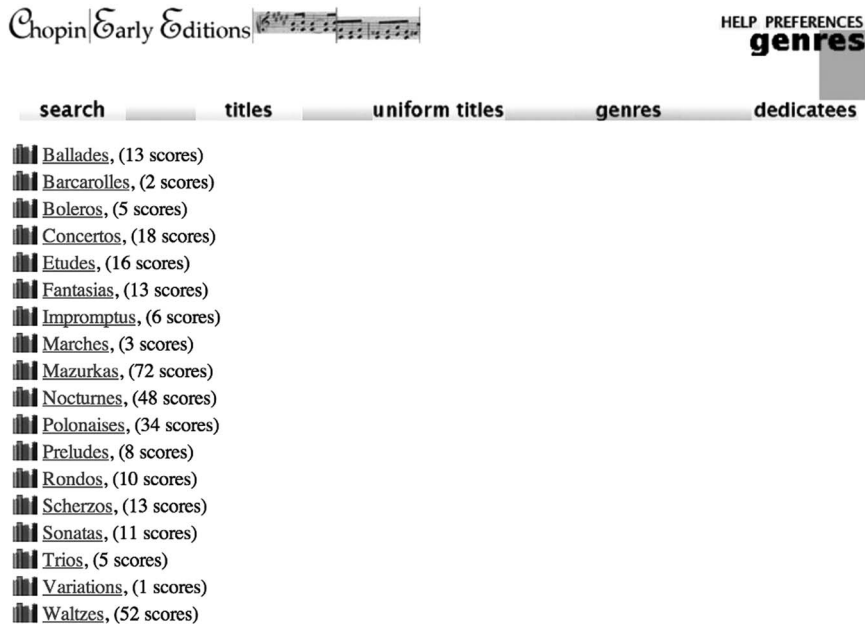 Chopin Early Editions
HELP PREFERENCES
genres
search titles uniform titles genres dedicatees
Ballades, (13 scores)
Barcarolles, (2 scores)
Boleros, (5 scores)
Concertos, (18 scores)
Etudes, (16 scores)
Fantasias, (13 scores)
Impromptus, (6 scores)
Marches, (3 scores)
Mazurkas, (72 scores)
Nocturnes, (48 scores)
Polonaises, (34 scores)
Preludes, (8 scores)
Rondos, (10 scores)
Scherzos, (13 scores)
Sonatas, (11 scores)
Trios, (5 scores)
Variations, (1 scores)
Waltzes, (52 scores)